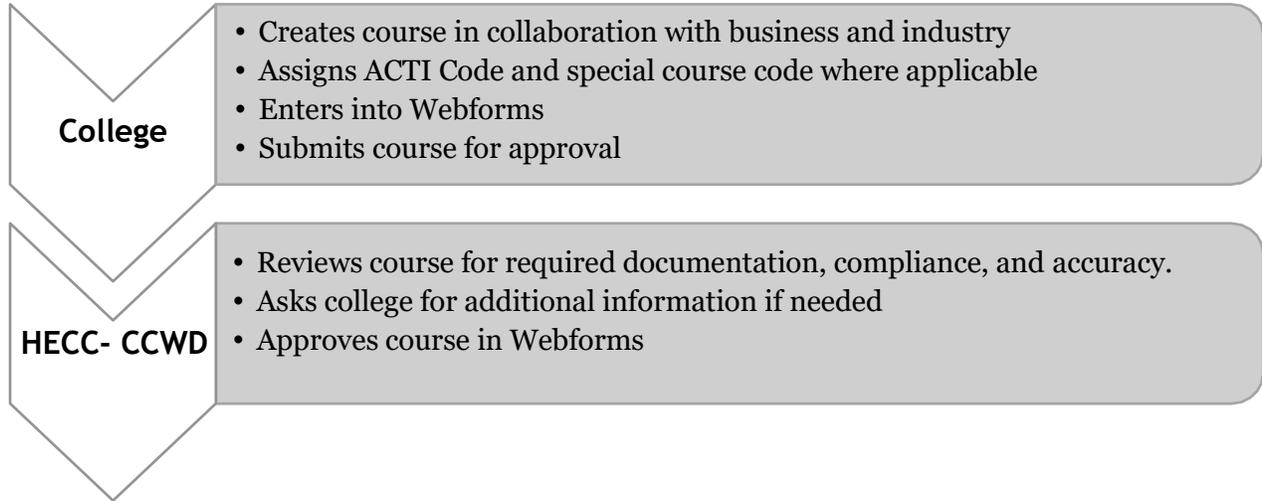 College
• Creates course in collaboration with business and industry
• Assigns ACTI Code and special course code where applicable
• Enters into Webforms
• Submits course for approval
HECC- CCWD
• Reviews course for required documentation, compliance, and accuracy.
• Asks college for additional information if needed
• Approves course in Webforms